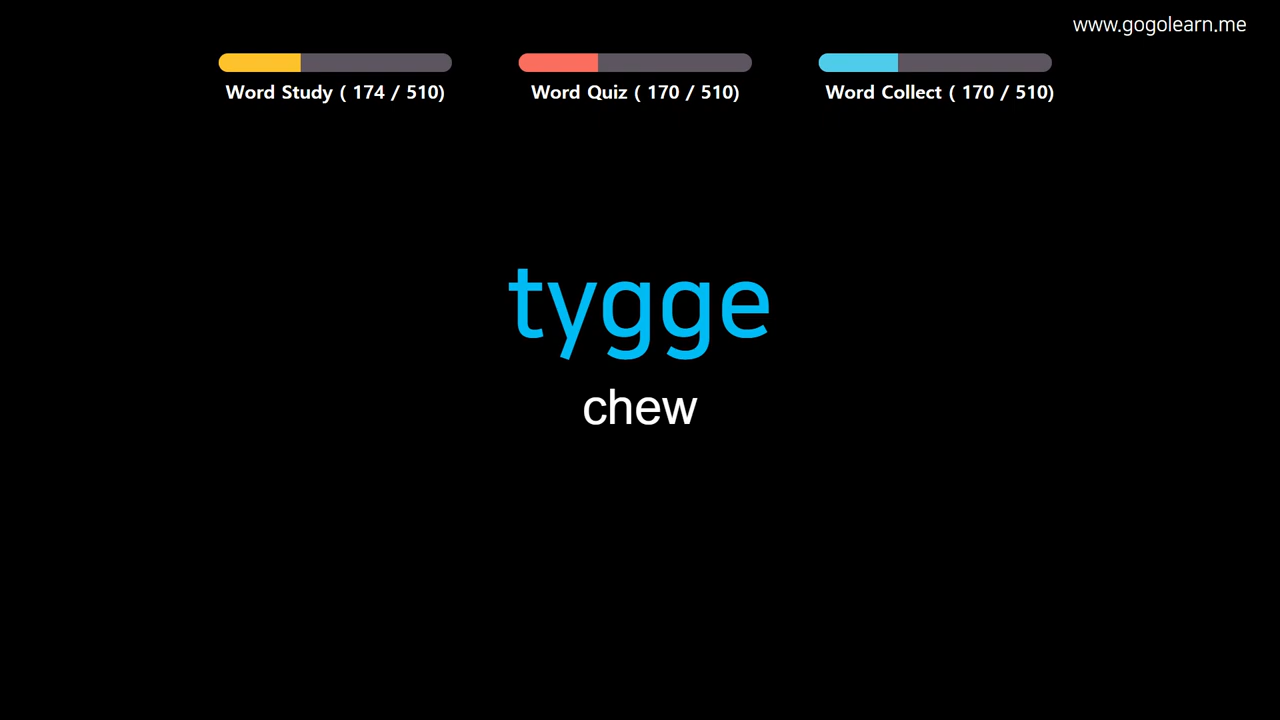 www.gogolearn.me
Word Study ( 174 / 510)
Word Quiz ( 170 / 510)
Word Collect ( 170 / 510)
tygge
chew